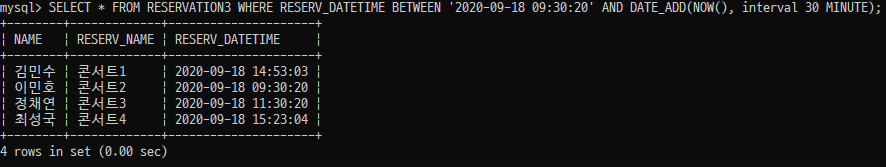 mysql> SELECT * FROM RESERVATION3 WHERE RESERV_DATETIME BETWEEN '2020-09-18 09:30:20' AND DATE_ADD(NOW(), interval 30 MINUTE);
+--------+-------------+---------------------+
| NAME   | RESERV_NAME | RESERV_DATETIME     |
+--------+-------------+---------------------+
| 김민수 | 콘서트1     | 2020-09-18 14:53:03 |
| 이민호 | 콘서트2     | 2020-09-18 09:30:20 |
| 정채연 | 콘서트3     | 2020-09-18 11:30:20 |
| 최성국 | 콘서트4     | 2020-09-18 15:23:04 |
+--------+-------------+---------------------+
4 rows in set (0.00 sec)